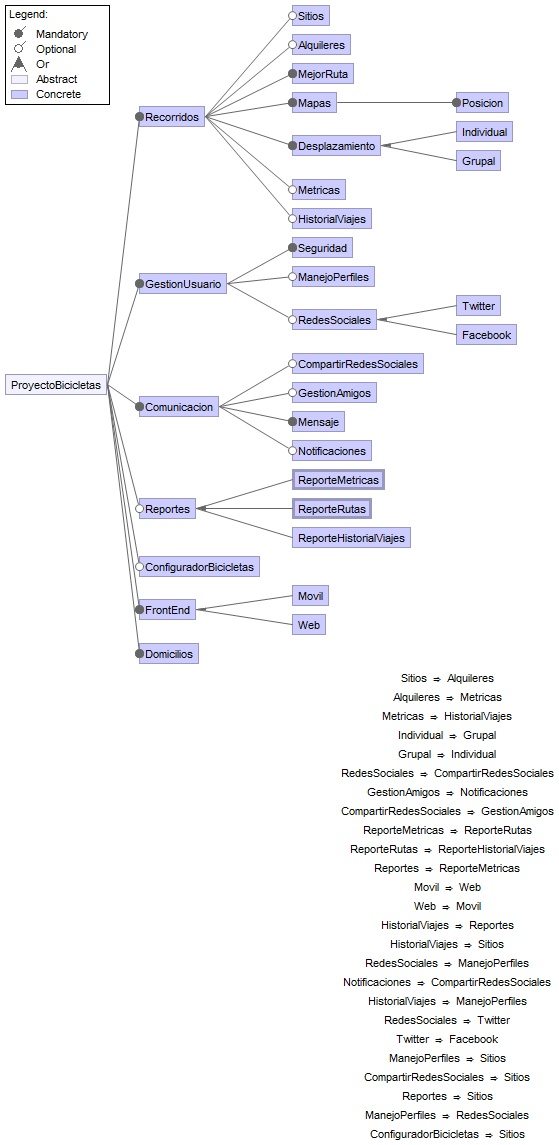 Legend:
Mandatory
Optional
Or
Abstract
Concrete
Sitios
Alquileres
MejorRuta
Mapas
Posicion
Recorridos
Individual
Desplazamiento
Grupal
Metricas
HistorialViajes
Seguridad
GestionUsuario
ManejoPerfiles
Twitter
RedesSociales
Facebook
CompartirRedesSociales
ProyectoBicicletas
GestionAmigos
Comunicacion
Mensaje
Notificaciones
ReporteMetricas
Reportes
ReporteRutas
ReporteHistorialViajes
ConfiguradorBicicletas
Movil
FrontEnd
Web
Domicilios
Sitios ⇒ Alquileres
Alquileres ⇒ Metricas
Metricas ⇒ HistorialViajes
Individual ⇒ Grupal
Grupal ⇒ Individual
RedesSociales ⇒ CompartirRedesSociales
GestionAmigos ⇒ Notificaciones
CompartirRedesSociales ⇒ GestionAmigos
ReporteMetricas ⇒ ReporteRutas
ReporteRutas ⇒ ReporteHistorialViajes
Reportes ⇒ ReporteMetricas
Movil ⇒ Web
Web ⇒ Movil
HistorialViajes ⇒ Reportes
HistorialViajes ⇒ Sitios
RedesSociales ⇒ ManejoPerfiles
Notificaciones ⇒ CompartirRedesSociales
HistorialViajes ⇒ ManejoPerfiles
RedesSociales ⇒ Twitter
Twitter ⇒ Facebook
ManejoPerfiles ⇒ Sitios
CompartirRedesSociales ⇒ Sitios
Reportes ⇒ Sitios
ManejoPerfiles ⇒ RedesSociales
ConfiguradorBicicletas ⇒ Sitios